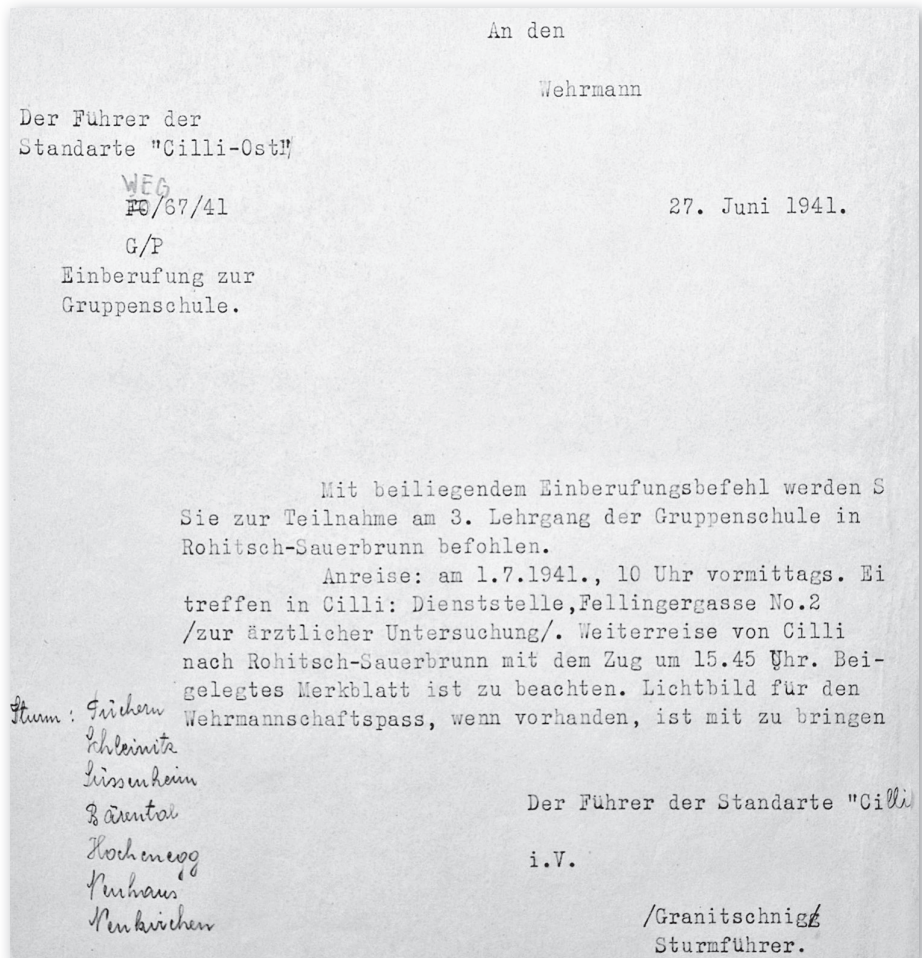 An den
Wehrmann
Der Führer der
Standarte "Cilli-Ost"/
WEG
/67/41
27. Juni 1941.
G/P
Einberufung zur
Gruppenschule.
Mit beiliegendem Einberufungsbefehl werden S
Sie zur Teilnahme am 3. Lehrgang der Gruppenschule in
Rohitsch-Sauerbrunn befohlen.
Anreise: am 1.7.1941., 10 Uhr vormittags. Ei
treffen in Cilli: Dienststelle,Fellingergasse No.2
/zur ärztlicher Untersuchung/. Weiterreise von Cilli
nach Rohitsch-Sauerbrunn mit dem Zug um 15.45 Uhr. Bei-
gelegtes Merkblatt ist zu beachten. Lichtbild für den
Wehrmannschaftspass, wenn vorhanden, ist mit zu bringen
Sturm: Tüchern
Schleinitz
Süssenheim
Bärental
Hochenegg
Neuhaus
Neukirchen
Der Führer der Standarte "Cilli
i.V.
/Granitschnigg/
Sturmführer.